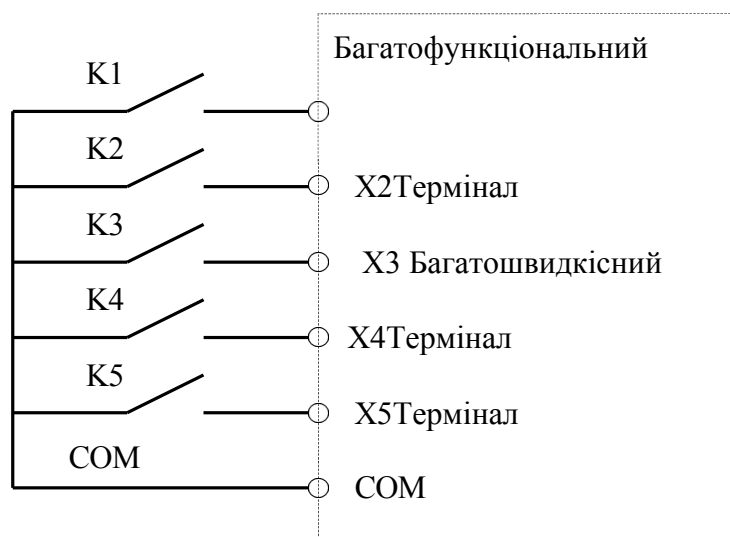 Багатофункціональний
K1
K2
X2Термінал
K3
X3 Багатошвидкісний
K4
X4Термінал
K5
X5Термінал
COM
COM